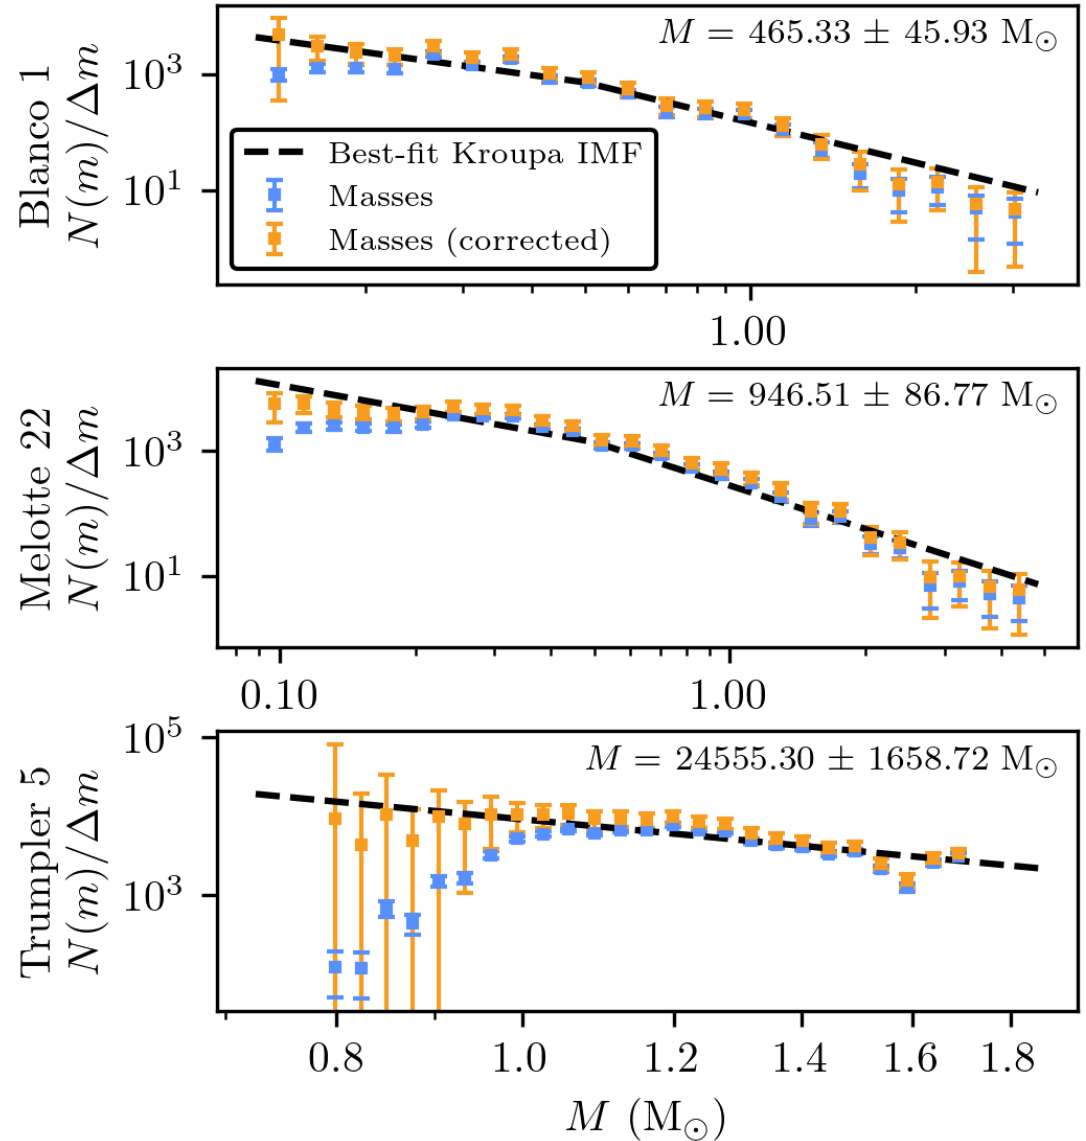 Blanco 1
N(m)/Δm
10³
10¹
M = 465.33 ± 45.93 M⊙
Best-fit Kroupa IMF
Masses
Masses (corrected)
1.00
Melotte 22
N(m)/Δm
10³
10¹
M = 946.51 ± 86.77 M⊙
0.10
1.00
Trumpler 5
N(m)/Δm
10⁵
10³
M = 24555.30 ± 1658.72 M⊙
0.8
1.0
1.2
1.4
1.6
1.8
M (M⊙)